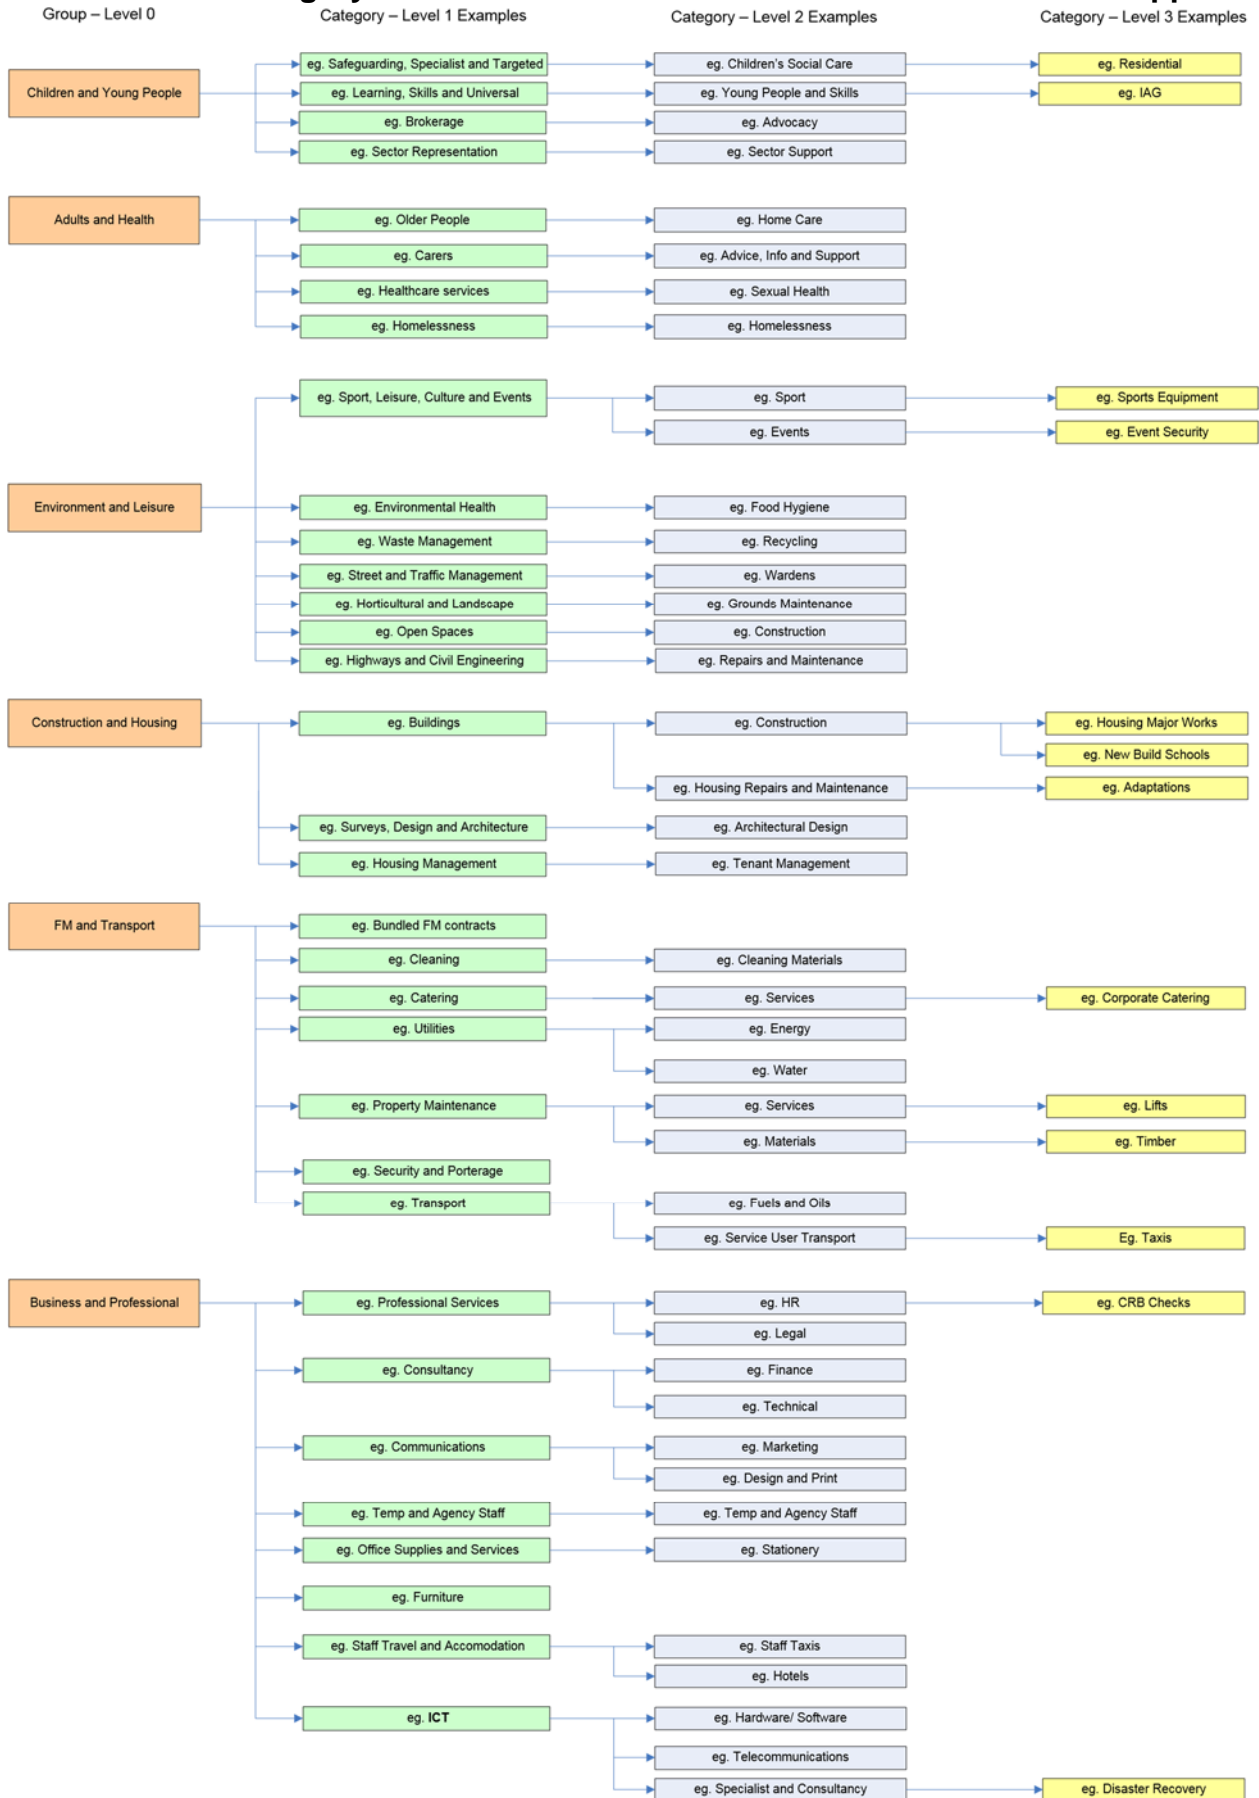 Group – Level 0
Category – Level 1 Examples
Category – Level 2 Examples
Category – Level 3 Examples
Children and Young People
eg. Safeguarding, Specialist and Targeted
eg. Children's Social Care
eg. Residential
eg. Learning, Skills and Universal
eg. Young People and Skills
eg. IAG
eg. Brokerage
eg. Advocacy
eg. Sector Representation
eg. Sector Support
Adults and Health
eg. Older People
eg. Home Care
eg. Carers
eg. Advice, Info and Support
eg. Healthcare services
eg. Sexual Health
eg. Homelessness
eg. Homelessness
Environment and Leisure
eg. Sport, Leisure, Culture and Events
eg. Sport
eg. Sports Equipment
eg. Events
eg. Event Security
eg. Environmental Health
eg. Food Hygiene
eg. Waste Management
eg. Recycling
eg. Street and Traffic Management
eg. Wardens
eg. Horticultural and Landscape
eg. Grounds Maintenance
eg. Open Spaces
eg. Construction
eg. Highways and Civil Engineering
eg. Repairs and Maintenance
Construction and Housing
eg. Buildings
eg. Construction
eg. Housing Major Works
eg. New Build Schools
eg. Housing Repairs and Maintenance
eg. Adaptations
eg. Surveys, Design and Architecture
eg. Architectural Design
eg. Housing Management
eg. Tenant Management
FM and Transport
eg. Bundled FM contracts
eg. Cleaning
eg. Cleaning Materials
eg. Catering
eg. Services
eg. Corporate Catering
eg. Utilities
eg. Energy
eg. Water
eg. Property Maintenance
eg. Services
eg. Lifts
eg. Materials
eg. Timber
eg. Security and Porterage
eg. Transport
eg. Fuels and Oils
eg. Service User Transport
Eg. Taxis
Business and Professional
eg. Professional Services
eg. HR
eg. CRB Checks
eg. Legal
eg. Consultancy
eg. Finance
eg. Technical
eg. Communications
eg. Marketing
eg. Design and Print
eg. Temp and Agency Staff
eg. Temp and Agency Staff
eg. Office Supplies and Services
eg. Stationery
eg. Furniture
eg. Staff Travel and Accomodation
eg. Staff Taxis
eg. Hotels
eg. ICT
eg. Hardware/ Software
eg. Telecommunications
eg. Specialist and Consultancy
eg. Disaster Recovery